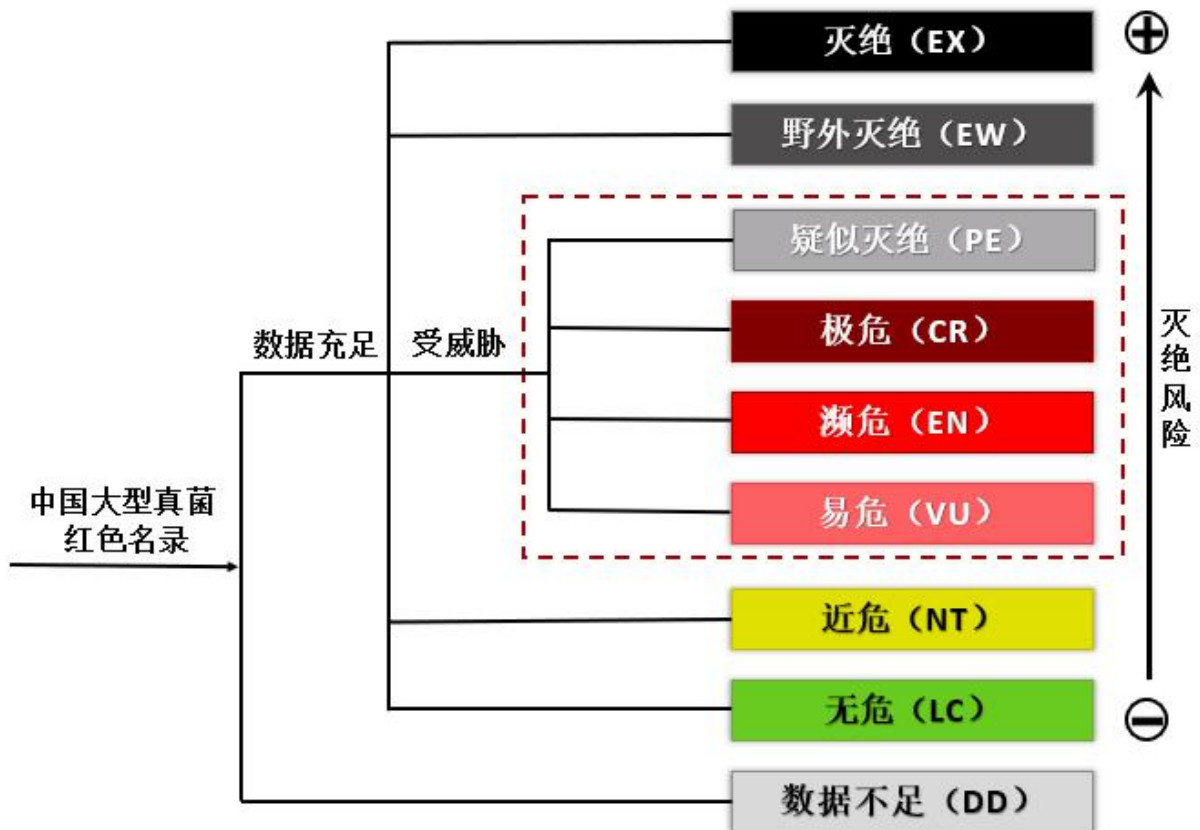 灭绝（EX）
野外灭绝（EW）
疑似灭绝（PE）
极危（CR）
数据充足
受威胁
灭绝风险
濒危（EN）
中国大型真菌
红色名录
易危（VU）
近危（NT）
无危（LC）
数据不足（DD）